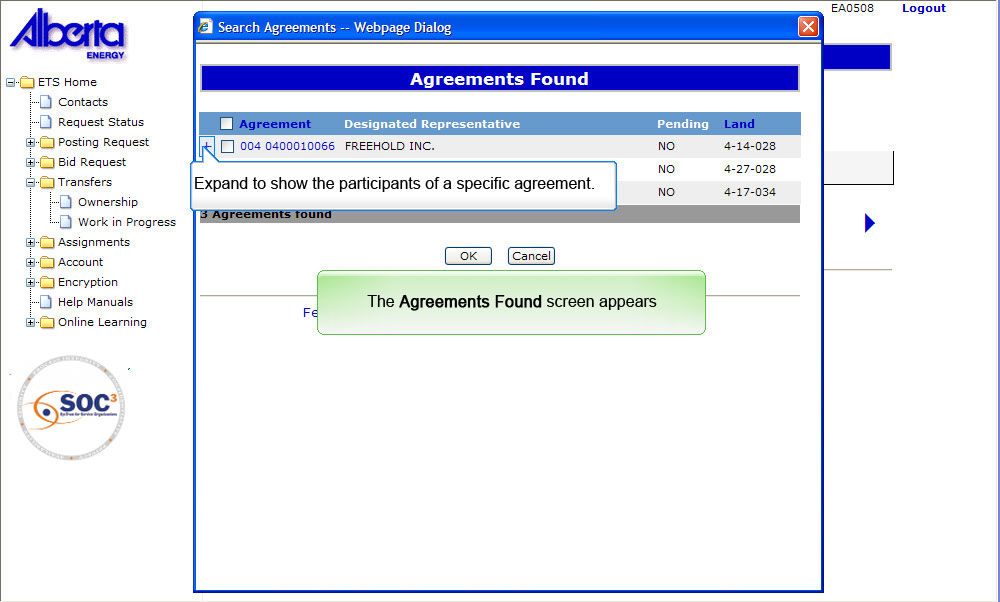 Alberta
ENERGY
EA0508 Logout
Search Agreements -- Webpage Dialog
ETS Home
Contacts
Request Status
Posting Request
Bid Request
Transfers
Ownership
Work in Progress
Assignments
Account
Encryption
Help Manuals
Online Learning
SOC3
Agreements Found
Agreement Designated Representative Pending Land
004 0400010066 FREEHOLD INC. NO 4-14-028
NO 4-27-028
NO 4-17-034
Expand to show the participants of a specific agreement.
3 Agreements found
OK Cancel
The Agreements Found screen appears